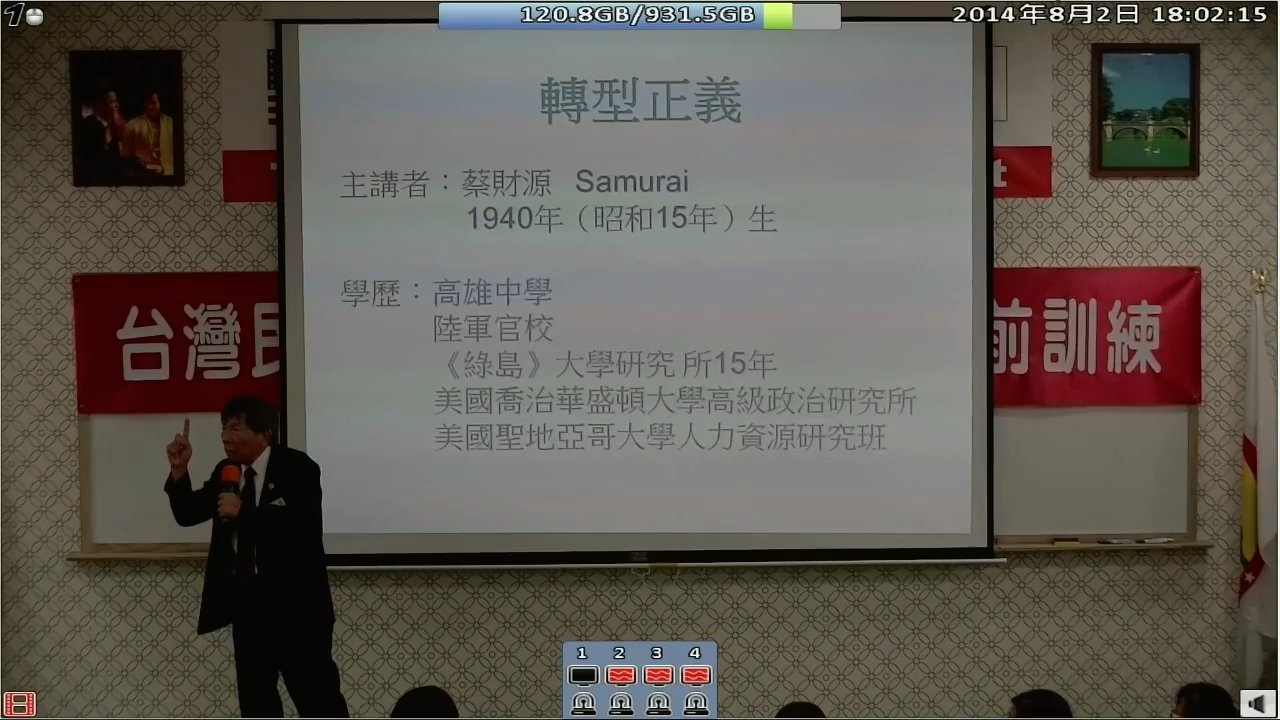 120.8GB/931.5GB
2014年8月2日 18:02:15
轉型正義
主講者：蔡財源 Samurai
1940年（昭和15年）生
學歷：高雄中學
陸軍官校
《綠島》大學研究 所15年
美國喬治華盛頓大學高級政治研究所
美國聖地亞哥大學人力資源研究班
t
台灣民
前訓練
1 2 3 4